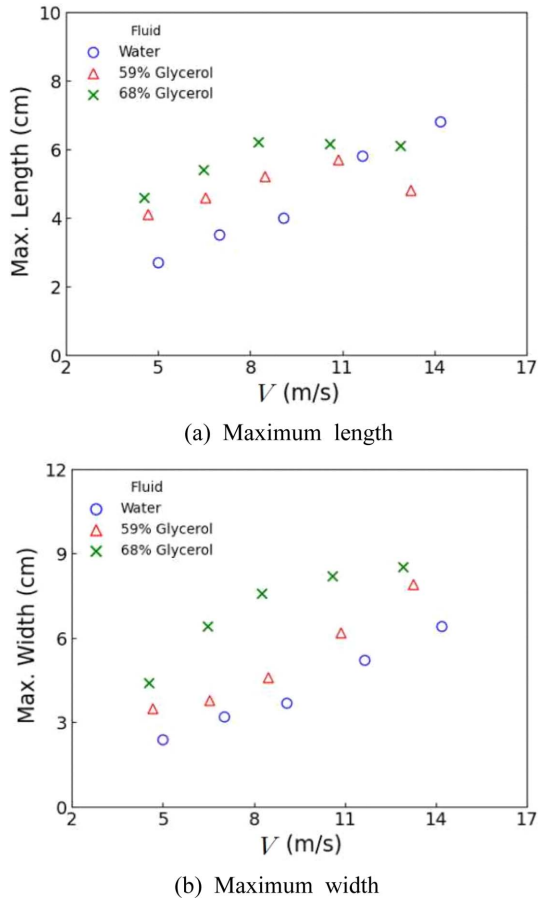 10
8
6
4
2
0
Max. Length (cm)
Fluid
Water
59% Glycerol
68% Glycerol
2 5 8 11 14 17
V (m/s)
(a) Maximum length
12
9
6
3
0
Max. Width (cm)
Fluid
Water
59% Glycerol
68% Glycerol
2 5 8 11 14 17
V (m/s)
(b) Maximum width